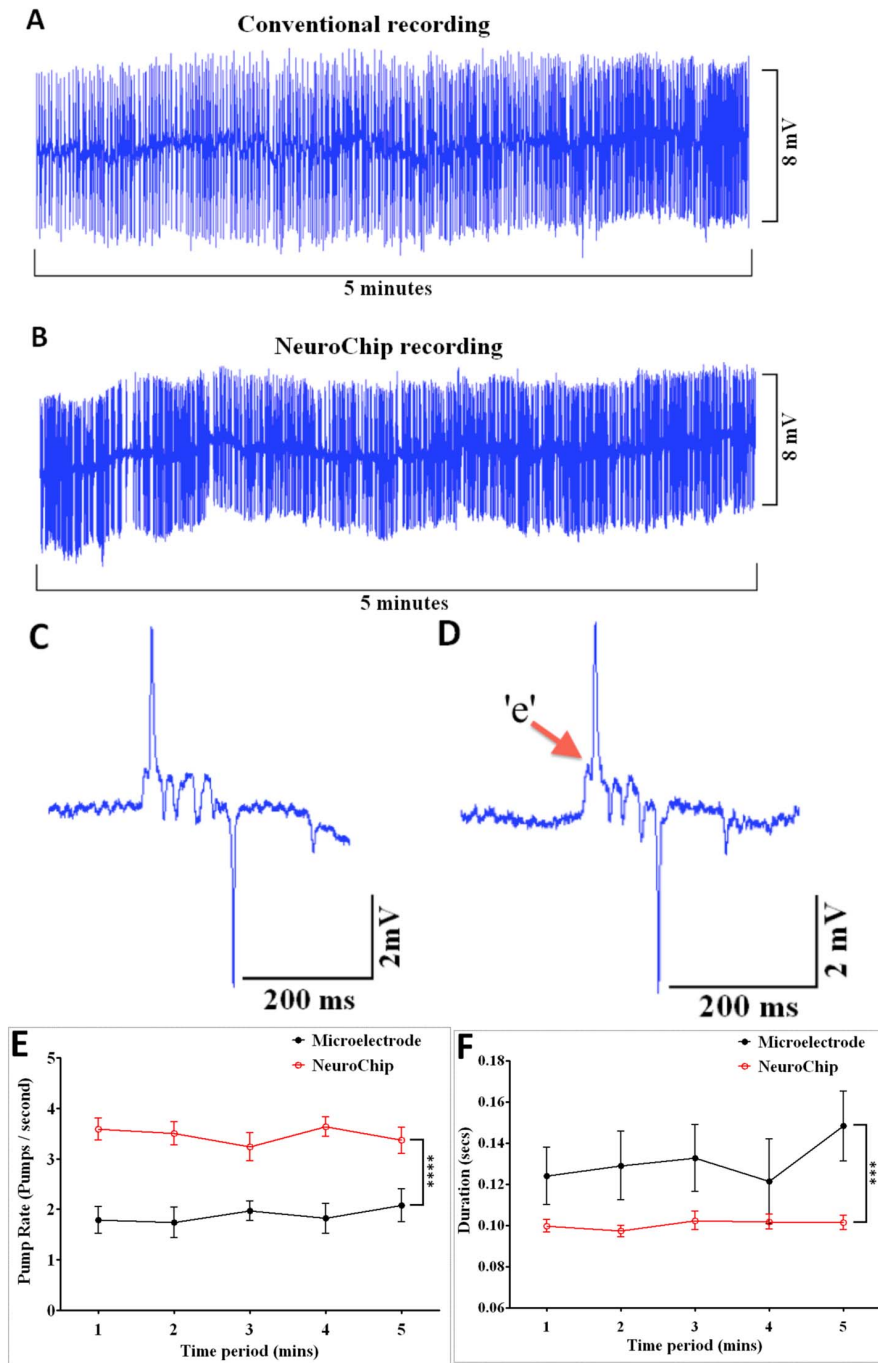 A
Conventional recording
8 mV
5 minutes
B
NeuroChip recording
8 mV
5 minutes
C
D
'e'
2mV
200 ms
2 mV
200 ms
E
Microelectrode
NeuroChip
Pump Rate (Pumps / second)
5
4
3
2
1
0
****
1 2 3 4 5
Time period (mins)
F
Microelectrode
NeuroChip
Duration (secs)
0.18
0.16
0.14
0.12
0.10
0.08
0.06
***
1 2 3 4 5
Time period (mins)